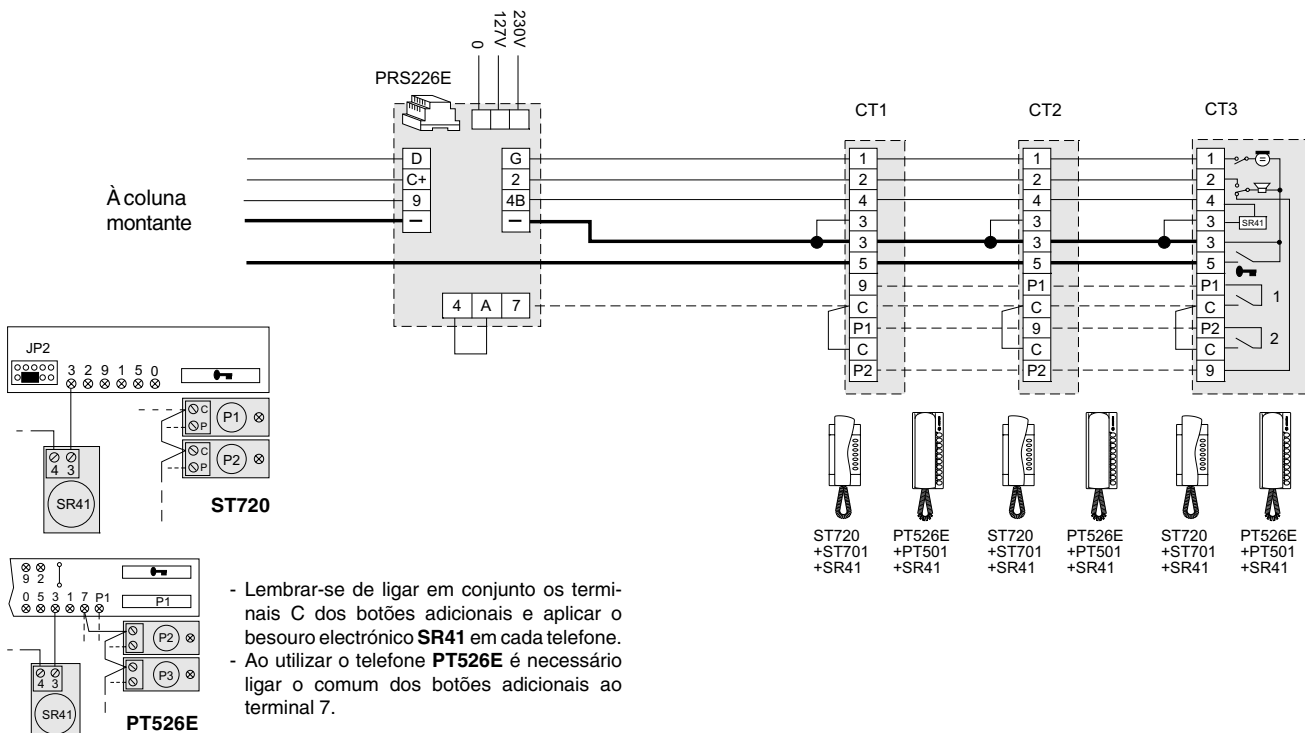 0
127V
230V
PRS226E
CT1
CT2
CT3
À coluna
montante
D
C+
9
—
G
2
4B
—
4 A 7
1
2
4
3
3
5
9
C
P1
C
P2
1
2
4
3
3
5
P1
C
9
C
P2
1
2
4
3
3
5
P1
C
P2
C
9
=
SR41
1
2
JP2
3 2 9 1 5 0
C
P
P1
C
P
P2
4 3
SR41
ST720
ST720
+ST701
+SR41
PT526E
+PT501
+SR41
ST720
+ST701
+SR41
PT526E
+PT501
+SR41
ST720
+ST701
+SR41
PT526E
+PT501
+SR41
9 2
0 5 3 1 7 P1
P1
P2
P3
4 3
SR41
PT526E
- Lembrar-se de ligar em conjunto os termi-
nais C dos botões adicionais e aplicar o
besouro electrónico SR41 em cada telefone.
- Ao utilizar o telefone PT526E é necessário
ligar o comum dos botões adicionais ao
terminal 7.